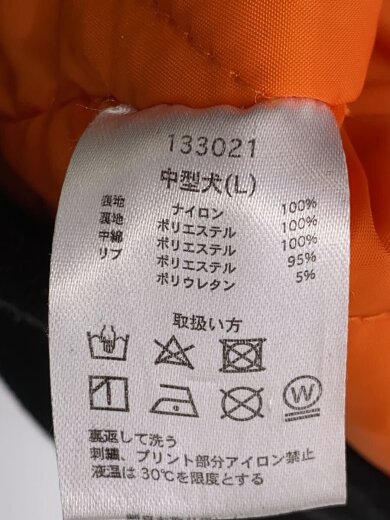 133021
中型犬(L)
表地 ナイロン 100%
裏地 ポリエステル 100%
中綿 ポリエステル 100%
リブ ポリエステル 95%
ポリウレタン 5%
取扱い方
W
裏返して洗う
刺繍、プリント部分アイロン禁止
液温は30℃を限度とする